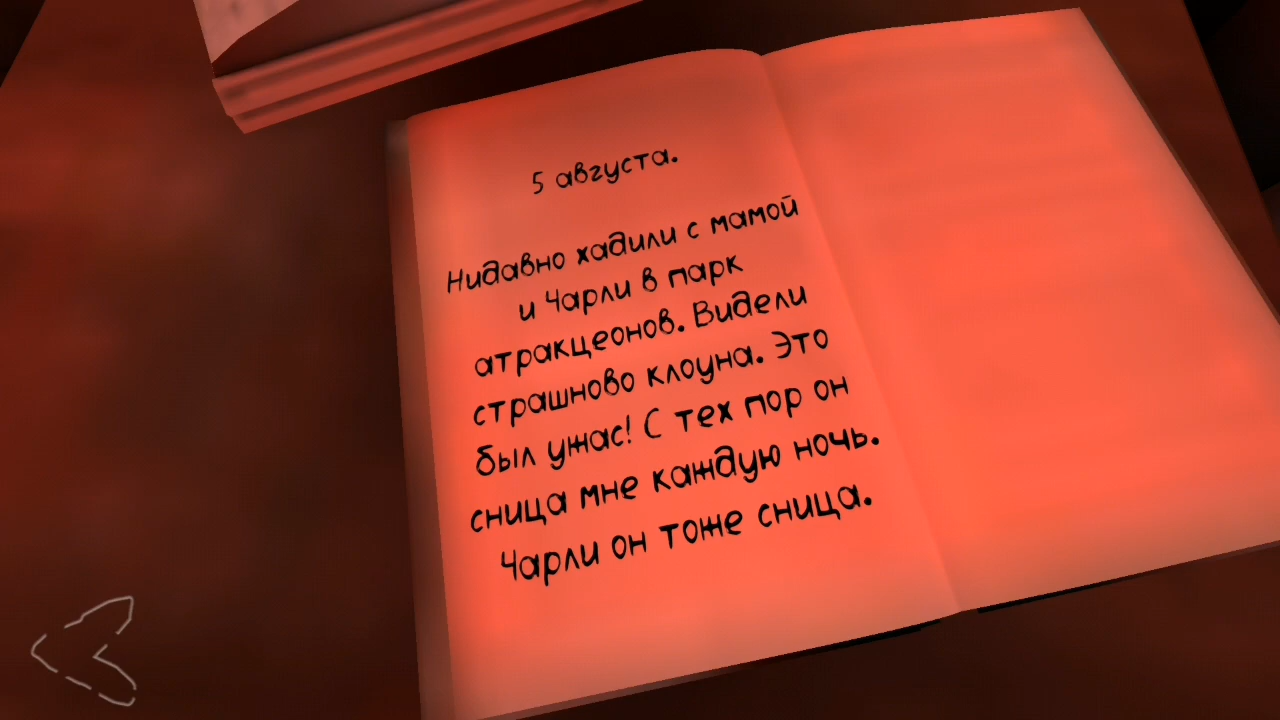 5 августа.
Нидавно хадили с мамой
и Чарли в парк
атракцеонов. Видели
страшново клоуна. Это
был ужас! С тех пор он
сница мне каждую ночь.
Чарли он тоже сница.